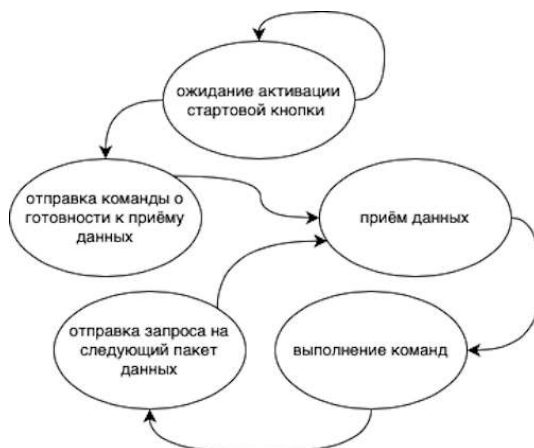 ожидание активации
стартовой кнопки
отправка команды о
готовности к приёму
данных
приём данных
отправка запроса на
следующий пакет
данных
выполнение команд